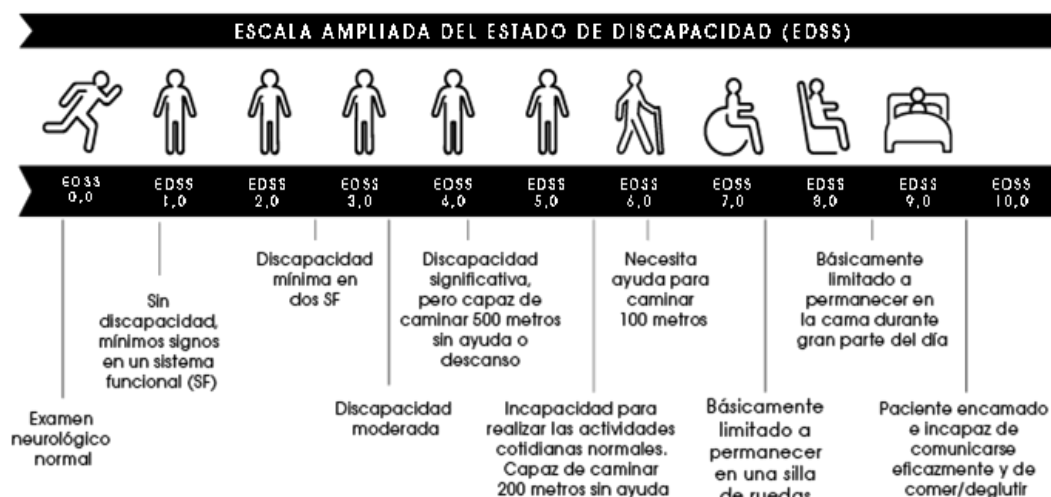 ESCALA AMPLIADA DEL ESTADO DE DISCAPACIDAD (EDSS)
EDSS 0,0
EDSS 1,0
EDSS 2,0
EDSS 3,0
EDSS 4,0
EDSS 5,0
EDSS 6,0
EDSS 7,0
EDSS 8,0
EDSS 9,0
EDSS 10,0
Examen
neurológico
normal
Sin
discapacidad,
mínimos signos
en un sistema
funcional (SF)
Discapacidad
mínima en
dos SF
Discapacidad
moderada
Discapacidad
significativa,
pero capaz de
caminar 500 metros
sin ayuda o
descanso
Incapacidad para
realizar las actividades
cotidianas normales.
Capaz de caminar
200 metros sin ayuda
Necesita
ayuda para
caminar
100 metros
Básicamente
limitado a
permanecer
en una silla
de ruedas
Básicamente
limitado a
permanecer en
la cama durante
gran parte del día
Paciente encamado
e incapaz de
comunicarse
eficazmente y de
comer/deglutir